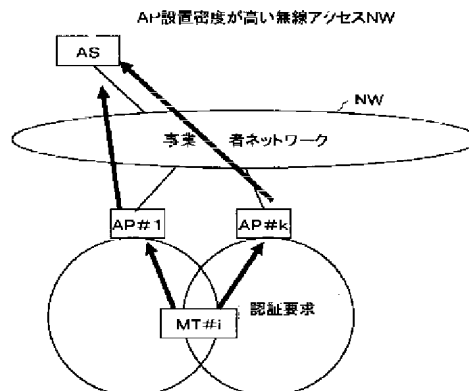 AP設置密度が高い無線アクセスNW
AS
NW
事業者ネットワーク
AP#1
AP#k
MT#i
認証要求